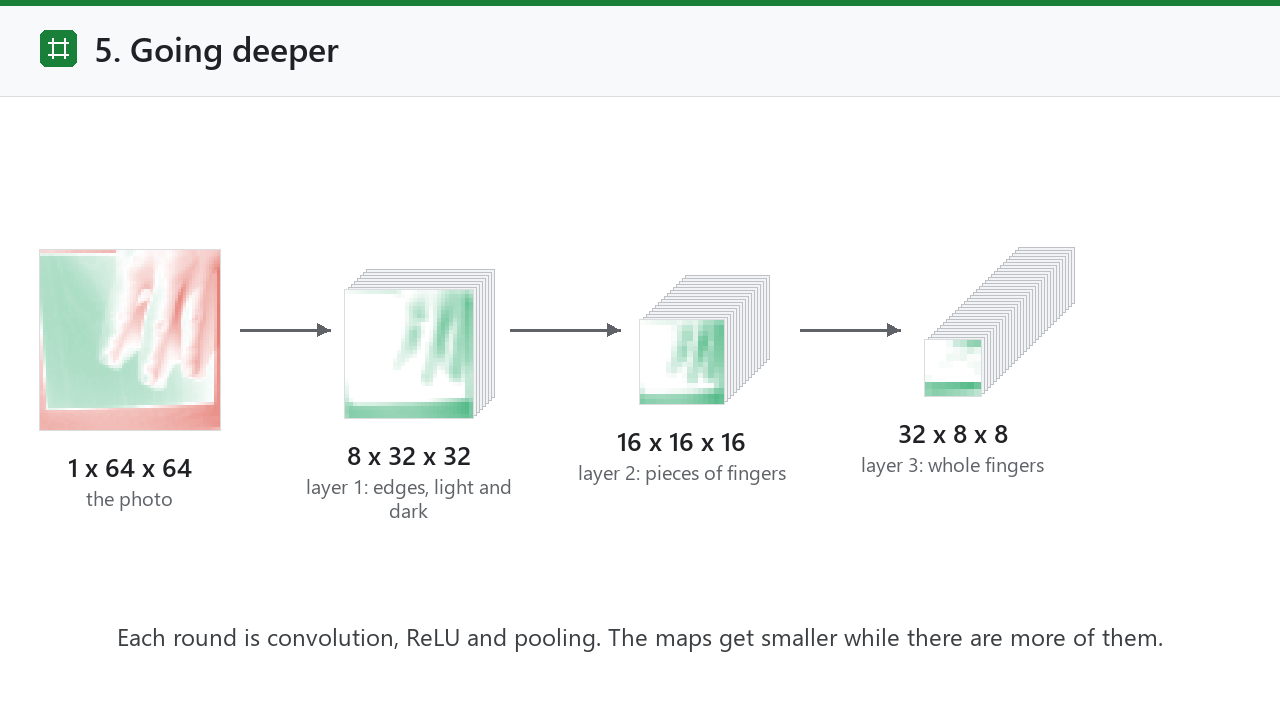 5. Going deeper
1 x 64 x 64
the photo
8 x 32 x 32
layer 1: edges, light and
dark
16 x 16 x 16
layer 2: pieces of fingers
32 x 8 x 8
layer 3: whole fingers
Each round is convolution, ReLU and pooling. The maps get smaller while there are more of them.